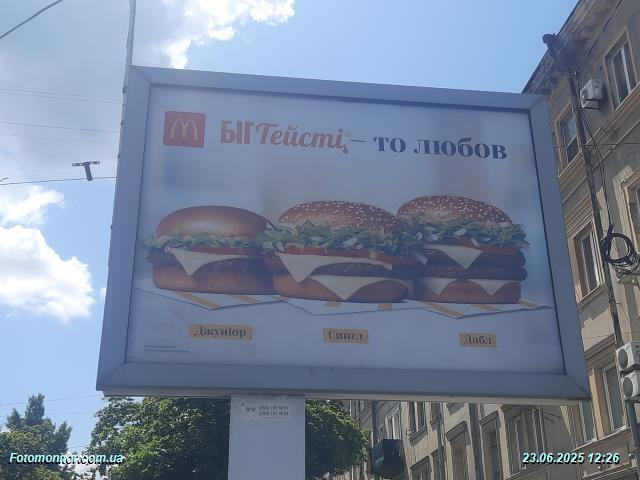 БІГ Тейсті® – то любов
Джуніор
Сингл
Дабл
Fotomonitor.com.ua
23.06.2025 12:26